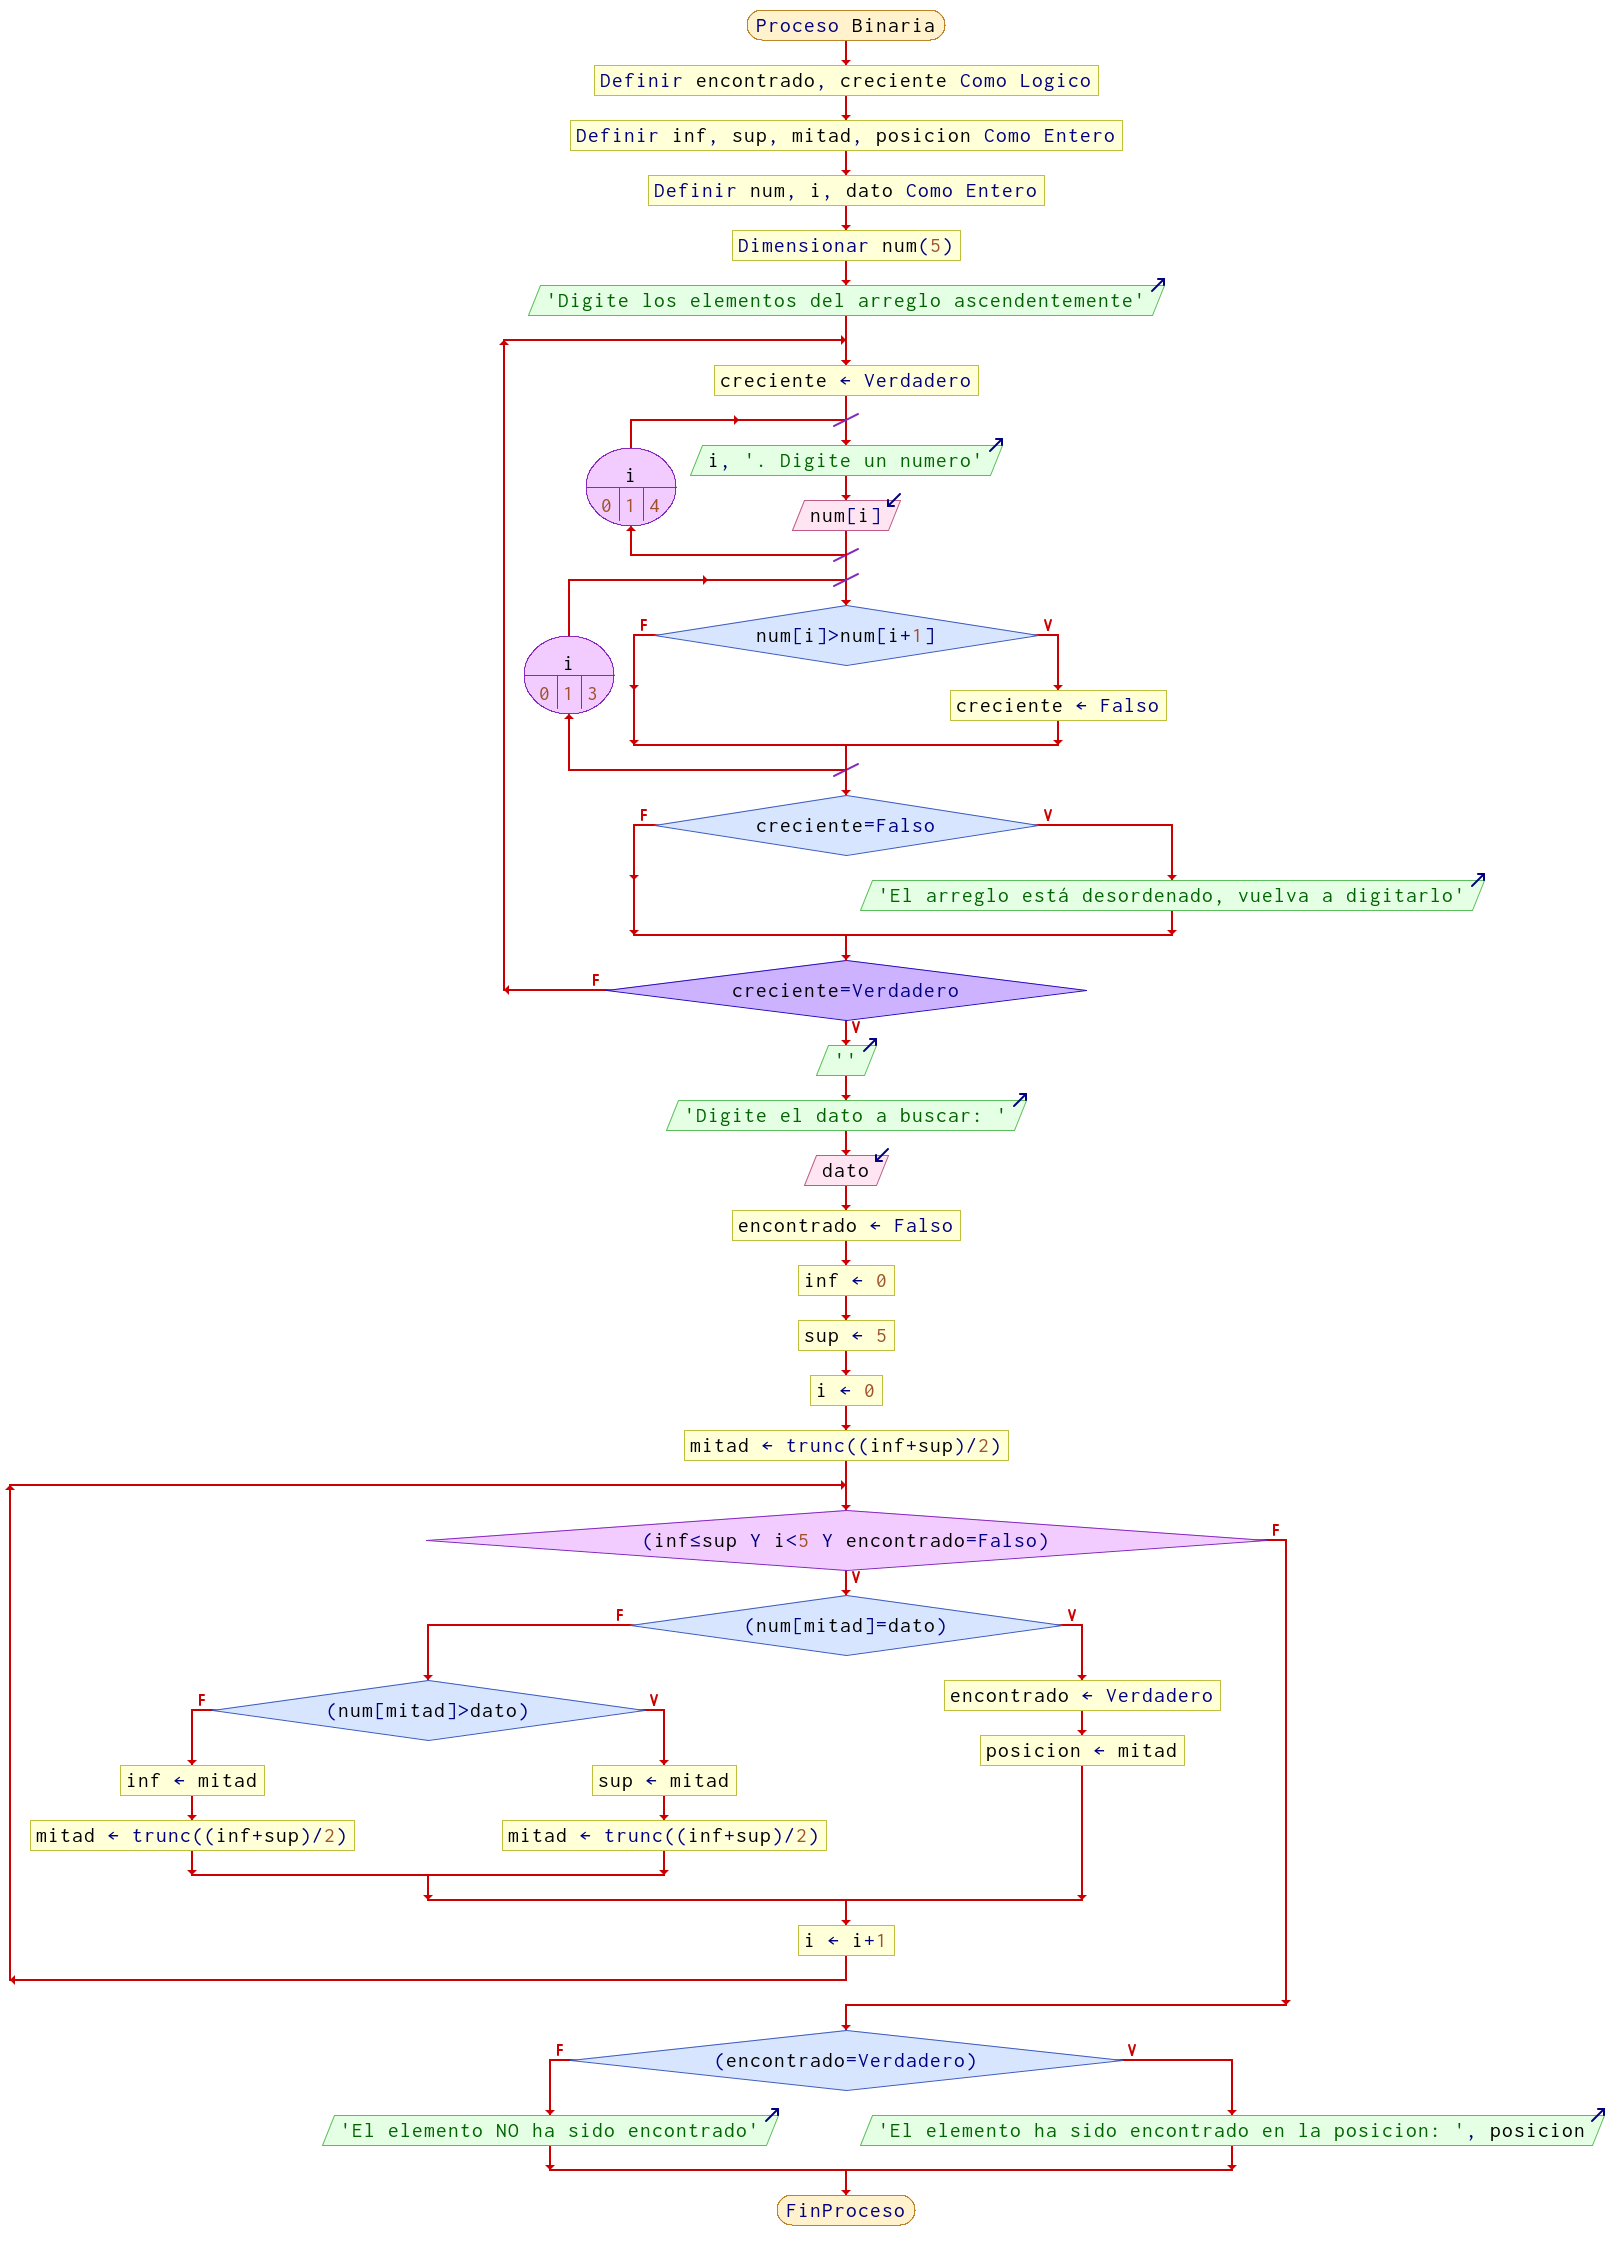 Proceso Binaria
Definir encontrado, creciente Como Logico
Definir inf, sup, mitad, posicion Como Entero
Definir num, i, dato Como Entero
Dimensionar num(5)
'Digite los elementos del arreglo ascendentemente'
creciente ← Verdadero
i, '. Digite un numero'
i
0 1 4
num[i]
F
V
num[i]>num[i+1]
i
0 1 3
creciente ← Falso
F
V
creciente=Falso
'El arreglo está desordenado, vuelva a digitarlo'
F
creciente=Verdadero
V
''
'Digite el dato a buscar: '
dato
encontrado ← Falso
inf ← 0
sup ← 5
i ← 0
mitad ← trunc((inf+sup)/2)
F
(inf≤sup Y i<5 Y encontrado=Falso)
V
F
V
(num[mitad]=dato)
F
V
encontrado ← Verdadero
(num[mitad]>dato)
posicion ← mitad
inf ← mitad
sup ← mitad
mitad ← trunc((inf+sup)/2)
mitad ← trunc((inf+sup)/2)
i ← i+1
F
V
(encontrado=Verdadero)
'El elemento NO ha sido encontrado'
'El elemento ha sido encontrado en la posicion: ', posicion
FinProceso